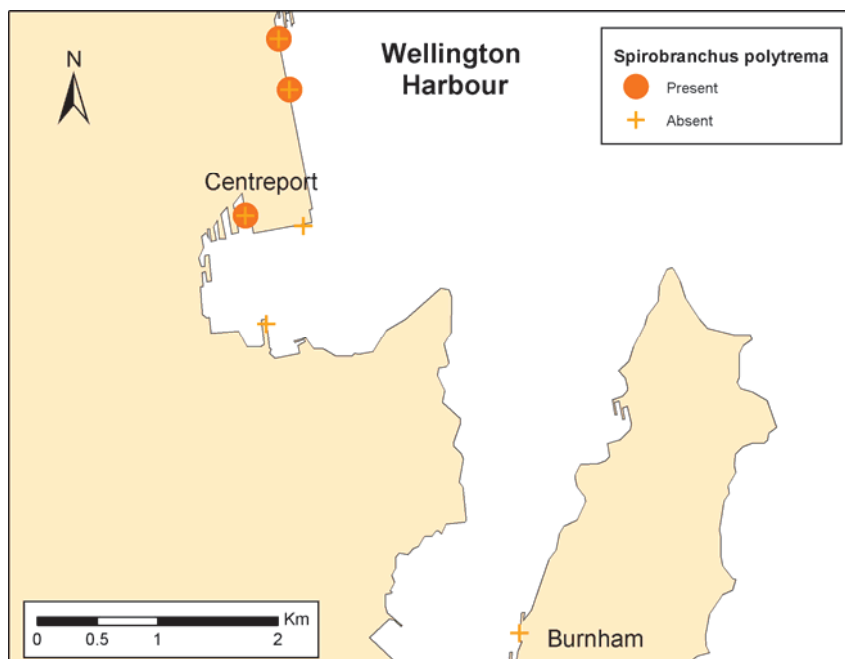 N
Wellington
Harbour
Spirobranchus polytrema
Present
Absent
Centreport
Km
0 0.5 1 2
Burnham